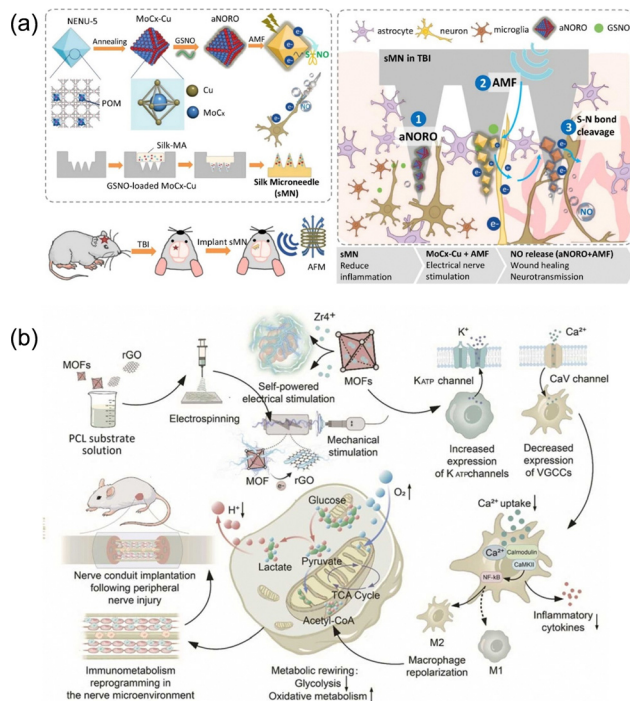 (a)
NENU-5
MoCx-Cu
aNORO
Annealing
GSNO
AMF
e-
S-NO
POM
Cu
MoCx
NO
Silk-MA
GSNO-loaded MoCx-Cu
Silk Microneedle
(sMN)
TBI
Implant sMN
AFM
astrocyte
neuron
microglia
aNORO
GSNO
sMN in TBI
1
aNORO
2 AMF
3
S-N bond
cleavage
e-
NO
sMN
Reduce
inflammation
MoCx-Cu + AMF
Electrical nerve
stimulation
NO release (aNORO+AMF)
Wound healing
Neurotransmission
(b)
MOFs
rGO
PCL substrate
solution
Electrospinning
Zr4+
Self-powered
electrical stimulation
MOFs
Mechanical
stimulation
MOF
e-
rGO
K+
KATP channel
Increased
expression
of KATPchannels
Ca2+
CaV channel
Decreased
expression
of VGCCs
Ca2+ uptake↓
Ca2+
Calmodulin
CaMKII
NF-kB
Inflammatory
cytokines ↓
M2
M1
Macrophage
repolarization
H+↓
Glucose
O2↑
Lactate
Pyruvate
TCA Cycle
Acetyl-CoA
Metabolic rewiring:
Glycolysis ↓
Oxidative metabolism ↑
Nerve conduit implantation
following peripheral
nerve injury
Immunometabolism
reprogramming in
the nerve microenvironment